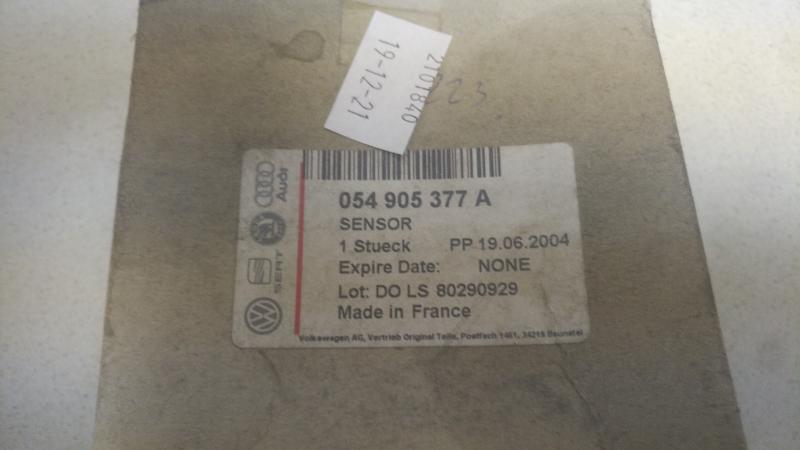 2101840
19-12-21
223
Audi
SEAT
054 905 377 A
SENSOR
1 Stueck PP 19.06.2004
Expire Date: NONE
Lot: DO LS 80290929
Made in France
Volkswagen AG, Vertrieb Original Teile, Postfach 1461, 34219 Baunatal